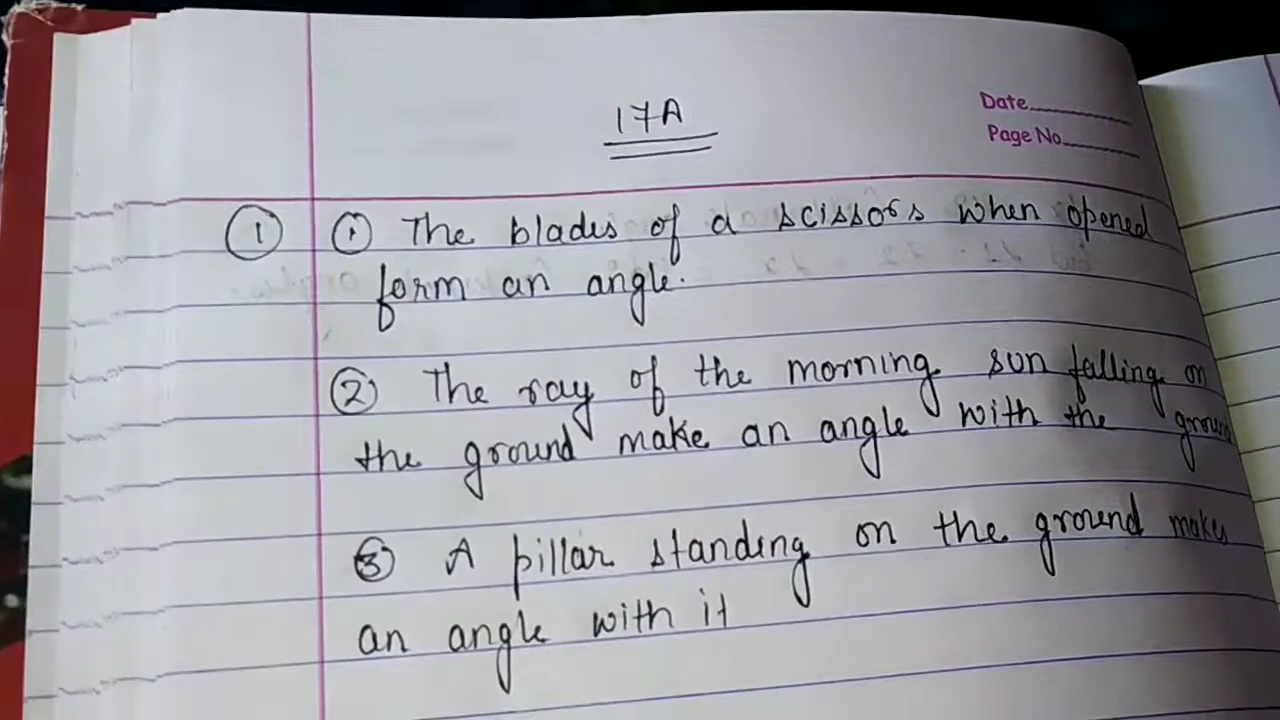 17A
Date
Page No.
① ① The blades of a scissors when opened
form an angle.
② The ray of the morning sun falling on
the ground make an angle with the ground
③ A pillar standing on the ground makes
an angle with it